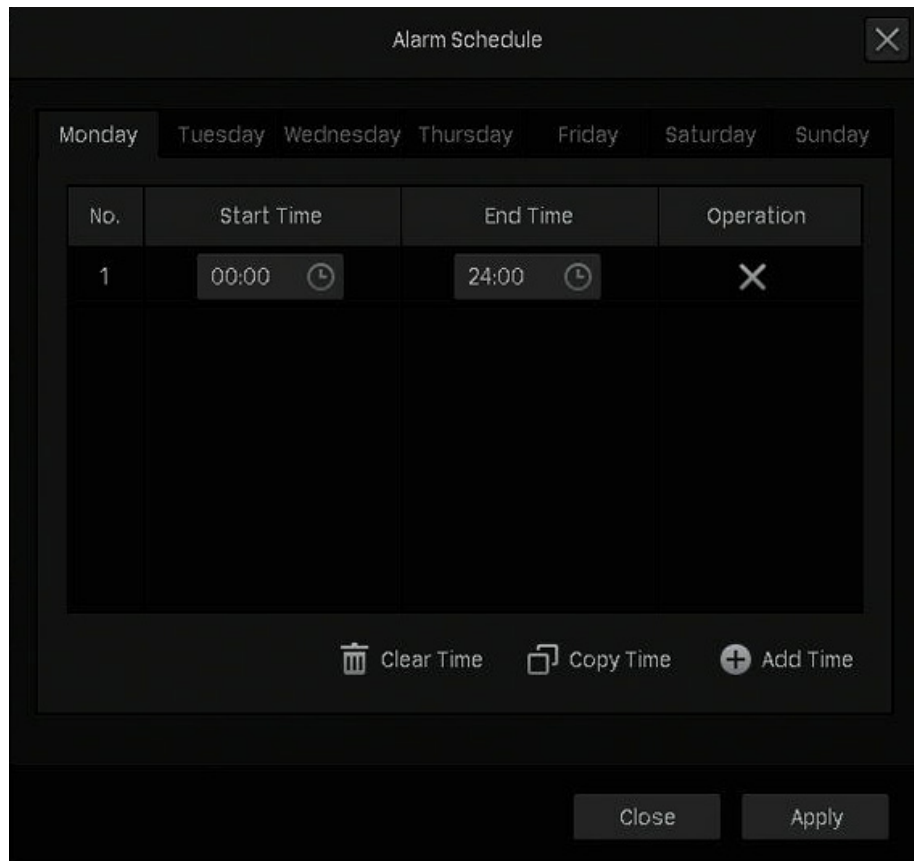 Alarm Schedule
Monday Tuesday Wednesday Thursday Friday Saturday Sunday
No. Start Time End Time Operation
1 00:00 24:00
Clear Time Copy Time Add Time
Close Apply